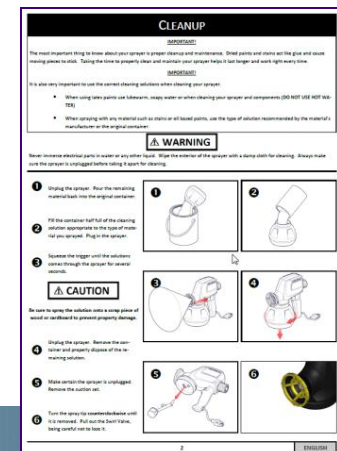 CLEANUP
IMPORTANT!
The most important thing to know about your sprayer is proper cleanup and maintenance. Dried paints and stains act like glue and cause
moving pieces to stick. Taking the time to properly clean and maintain your sprayer helps it last longer and work right every time.
IMPORTANT!
It is also very important to use the correct cleaning solutions when cleaning your sprayer.
• When using latex paints use lukewarm, soapy water or when cleaning your sprayer and components (DO NOT USE HOT WA-
TER)
• When spraying with any material such as stains or oil based paints, use the type of solution recommended by the material's
manufacturer or the original container.
⚠ WARNING
Never immerse electrical parts in water or any other liquid. Wipe the exterior of the sprayer with a damp cloth for cleaning. Always make
sure the sprayer is unplugged before taking it apart for cleaning.
1 Unplug the sprayer. Pour the remaining
material back into the original container.
2 Fill the container half full of the cleaning
solution appropriate to the type of mate-
rial you sprayed. Plug in the sprayer.
3 Squeeze the trigger until the solutions
comes through the sprayer for several
seconds.
⚠ CAUTION
Be sure to spray the solution onto a scrap piece of
wood or cardboard to prevent property damage.
4 Unplug the sprayer. Remove the con-
tainer and properly dispose of the re-
maining solution.
5 Make certain the sprayer is unplugged.
Remove the suction set.
6 Turn the spray tip counterclockwise until
it is removed. Pull out the Swirl Valve,
being careful not to lose it.
1
2
3
4
5
6
2
ENGLISH